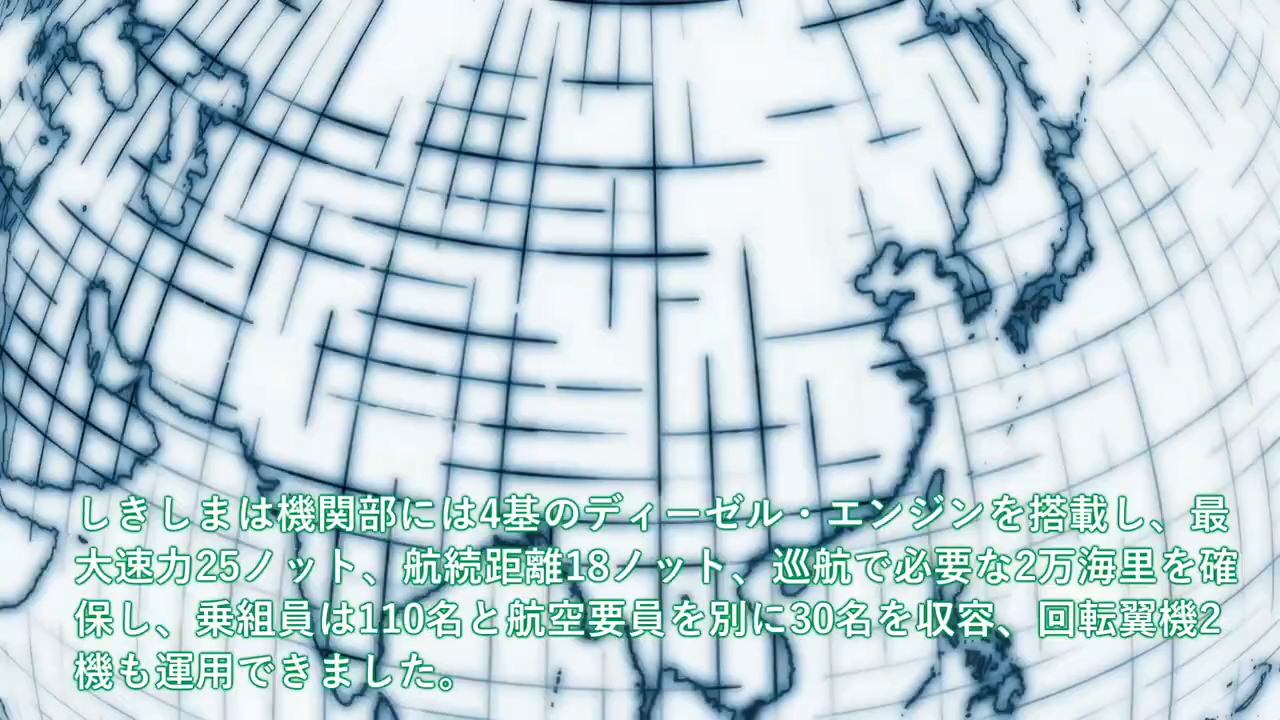 しきしまは機関部には4基のディーゼル・エンジンを搭載し、最
大速力25ノット、航続距離18ノット、巡航で必要な2万海里を確
保し、乗組員は110名と航空要員を別に30名を収容、回転翼機2
機も運用できました。